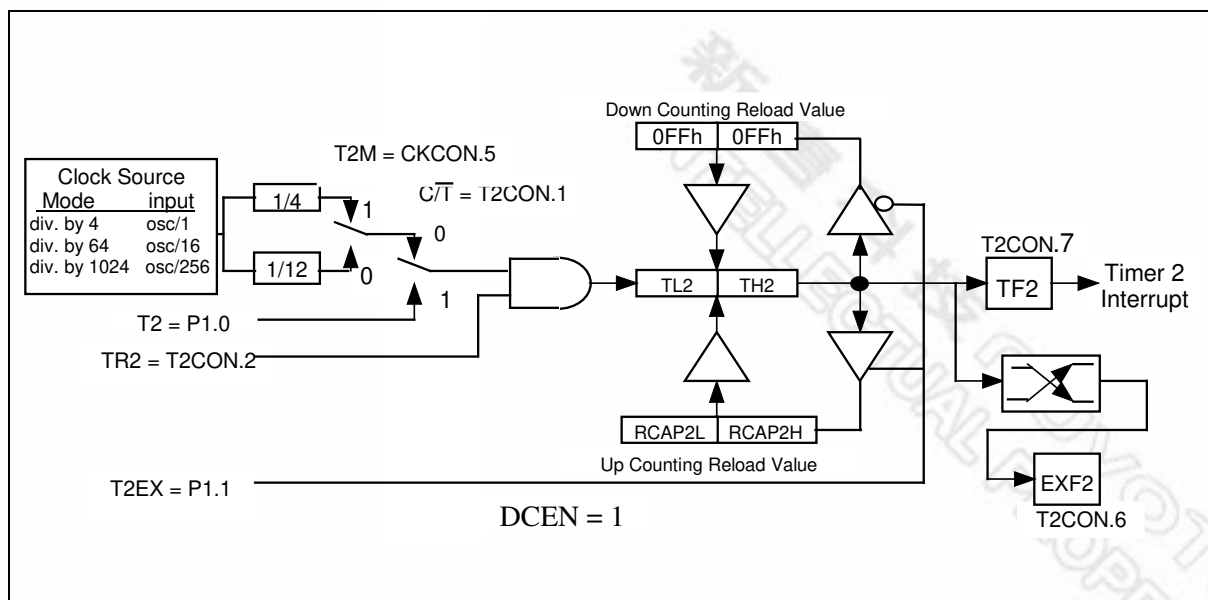 Down Counting Reload Value
0FFh 0FFh
T2M = CKCON.5
C/T̅ = T2CON.1
Clock Source
Mode input
div. by 4 osc/1
div. by 64 osc/16
div. by 1024 osc/256
1/4
1
0
1/12
0
1
T2CON.7
TL2 TH2
TF2
Timer 2
Interrupt
T2 = P1.0
TR2 = T2CON.2
RCAP2L RCAP2H
Up Counting Reload Value
T2EX = P1.1
EXF2
T2CON.6
DCEN = 1